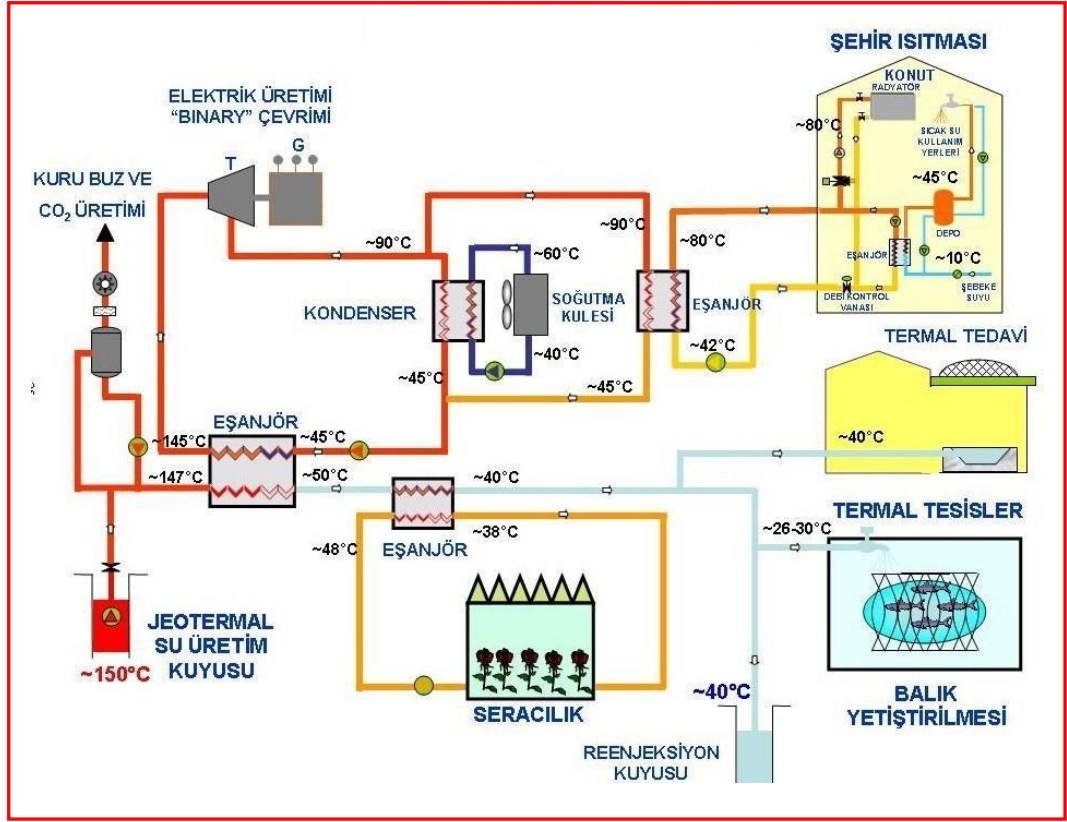 ŞEHİR ISITMASI
KONUT
RADYATÖR
~80°C
SICAK SU
KULLANIM
YERLERİ
~45°C
DEPO
EŞANJÖR
~10°C
ŞEBEKE
SUYU
DEBİ KONTROL
VANASI
ELEKTRİK ÜRETİMİ
“BINARY” ÇEVRİMİ
T
G
KURU BUZ VE
CO₂ ÜRETİMİ
~90°C
~60°C
~90°C
~80°C
KONDENSER
SOĞUTMA
KULESİ
EŞANJÖR
~40°C
~42°C
~45°C
~45°C
TERMAL TEDAVİ
~40°C
EŞANJÖR
~145°C
~45°C
~147°C
~50°C
~40°C
~48°C
EŞANJÖR
~38°C
TERMAL TESİSLER
~26-30°C
JEOTERMAL
SU ÜRETİM
KUYUSU
~150°C
SERACILIK
~40°C
REENJEKSİYON
KUYUSU
BALIK
YETİŞTİRİLMESİ